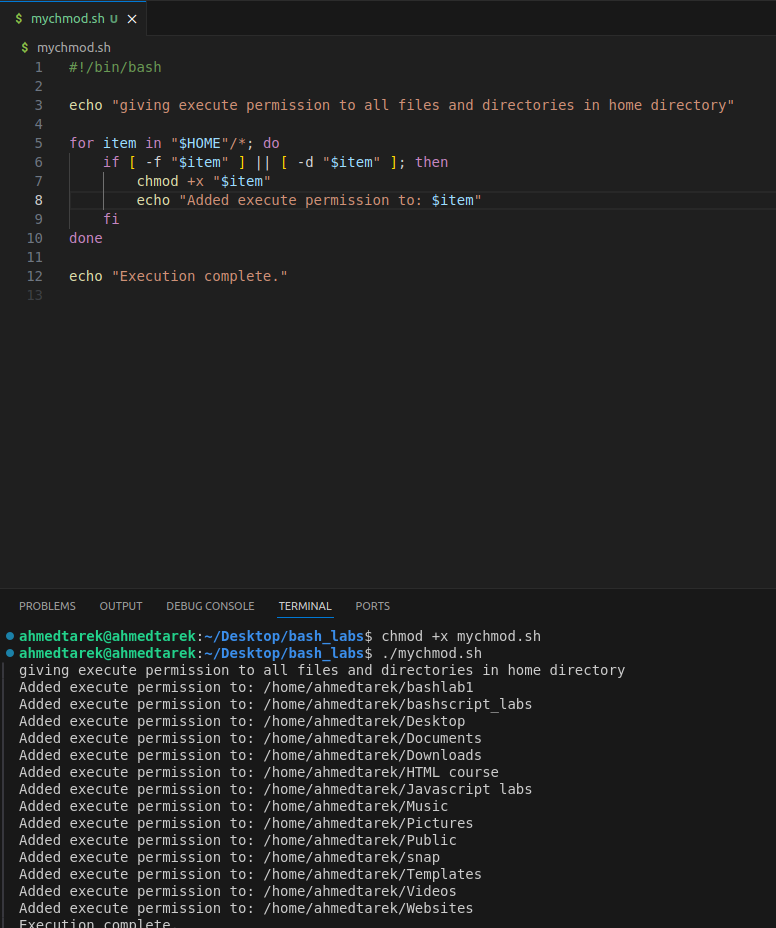 $ mychmod.sh U ×
$ mychmod.sh
1 #!/bin/bash
2
3 echo "giving execute permission to all files and directories in home directory"
4
5 for item in "$HOME"/*; do
6     if [ -f "$item" ] || [ -d "$item" ]; then
7         chmod +x "$item"
8         echo "Added execute permission to: $item"
9     fi
10 done
11
12 echo "Execution complete."
13
PROBLEMS OUTPUT DEBUG CONSOLE TERMINAL PORTS
ahmedtarek@ahmedtarek:~/Desktop/bash_labs$ chmod +x mychmod.sh
ahmedtarek@ahmedtarek:~/Desktop/bash_labs$ ./mychmod.sh
giving execute permission to all files and directories in home directory
Added execute permission to: /home/ahmedtarek/bashlab1
Added execute permission to: /home/ahmedtarek/bashscript_labs
Added execute permission to: /home/ahmedtarek/Desktop
Added execute permission to: /home/ahmedtarek/Documents
Added execute permission to: /home/ahmedtarek/Downloads
Added execute permission to: /home/ahmedtarek/HTML course
Added execute permission to: /home/ahmedtarek/Javascript labs
Added execute permission to: /home/ahmedtarek/Music
Added execute permission to: /home/ahmedtarek/Pictures
Added execute permission to: /home/ahmedtarek/Public
Added execute permission to: /home/ahmedtarek/snap
Added execute permission to: /home/ahmedtarek/Templates
Added execute permission to: /home/ahmedtarek/Videos
Added execute permission to: /home/ahmedtarek/Websites
Execution complete.